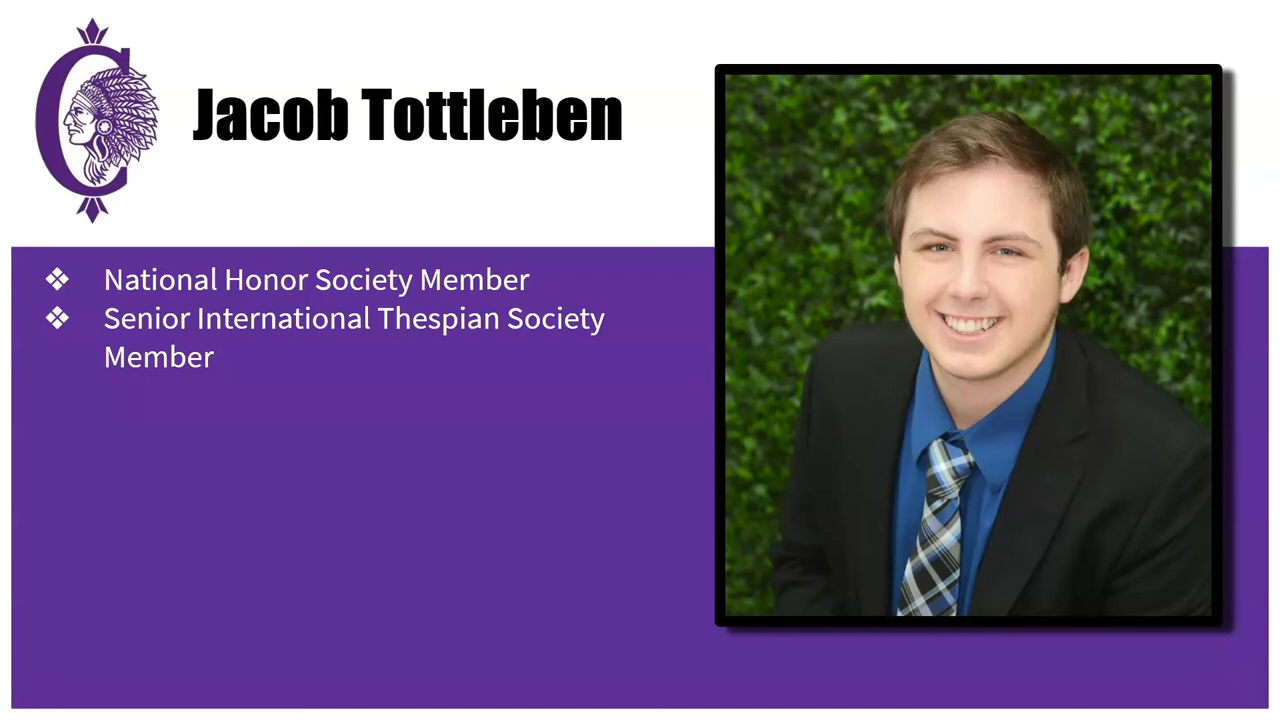 Jacob Tottleben
❖ National Honor Society Member
❖ Senior International Thespian Society
Member